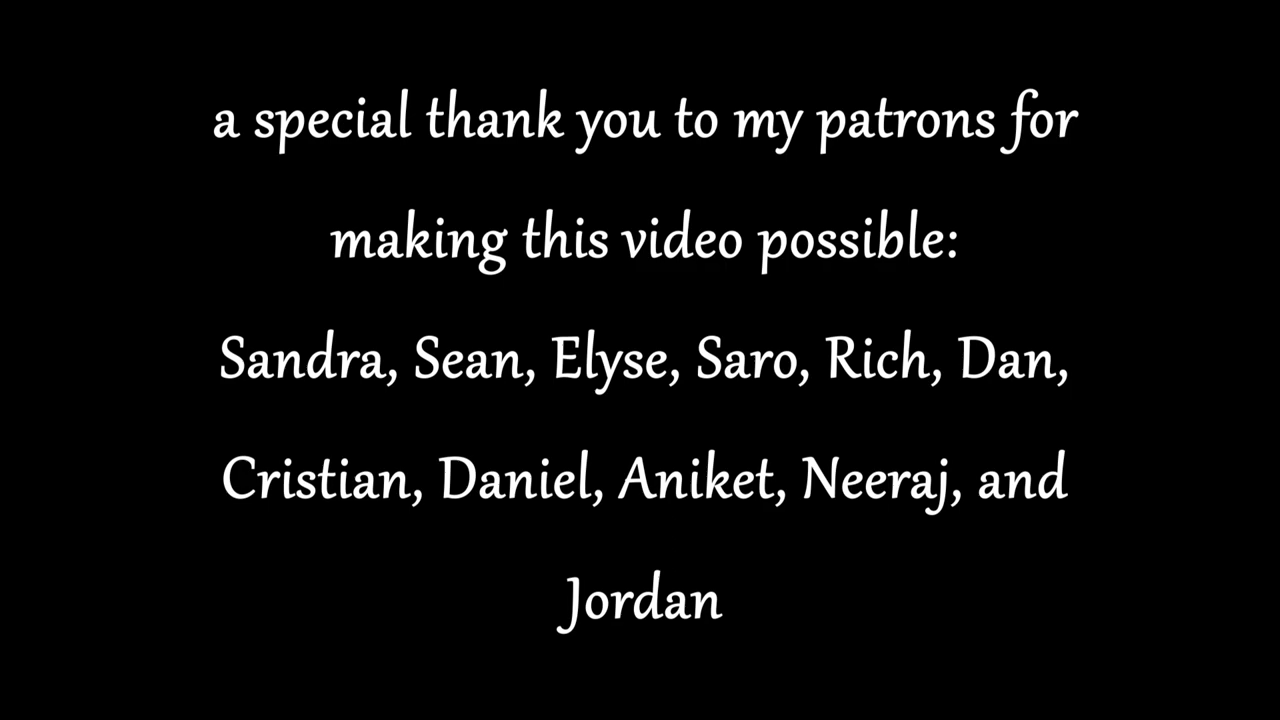 a special thank you to my patrons for
making this video possible:
Sandra, Sean, Elyse, Saro, Rich, Dan,
Cristian, Daniel, Aniket, Neeraj, and
Jordan